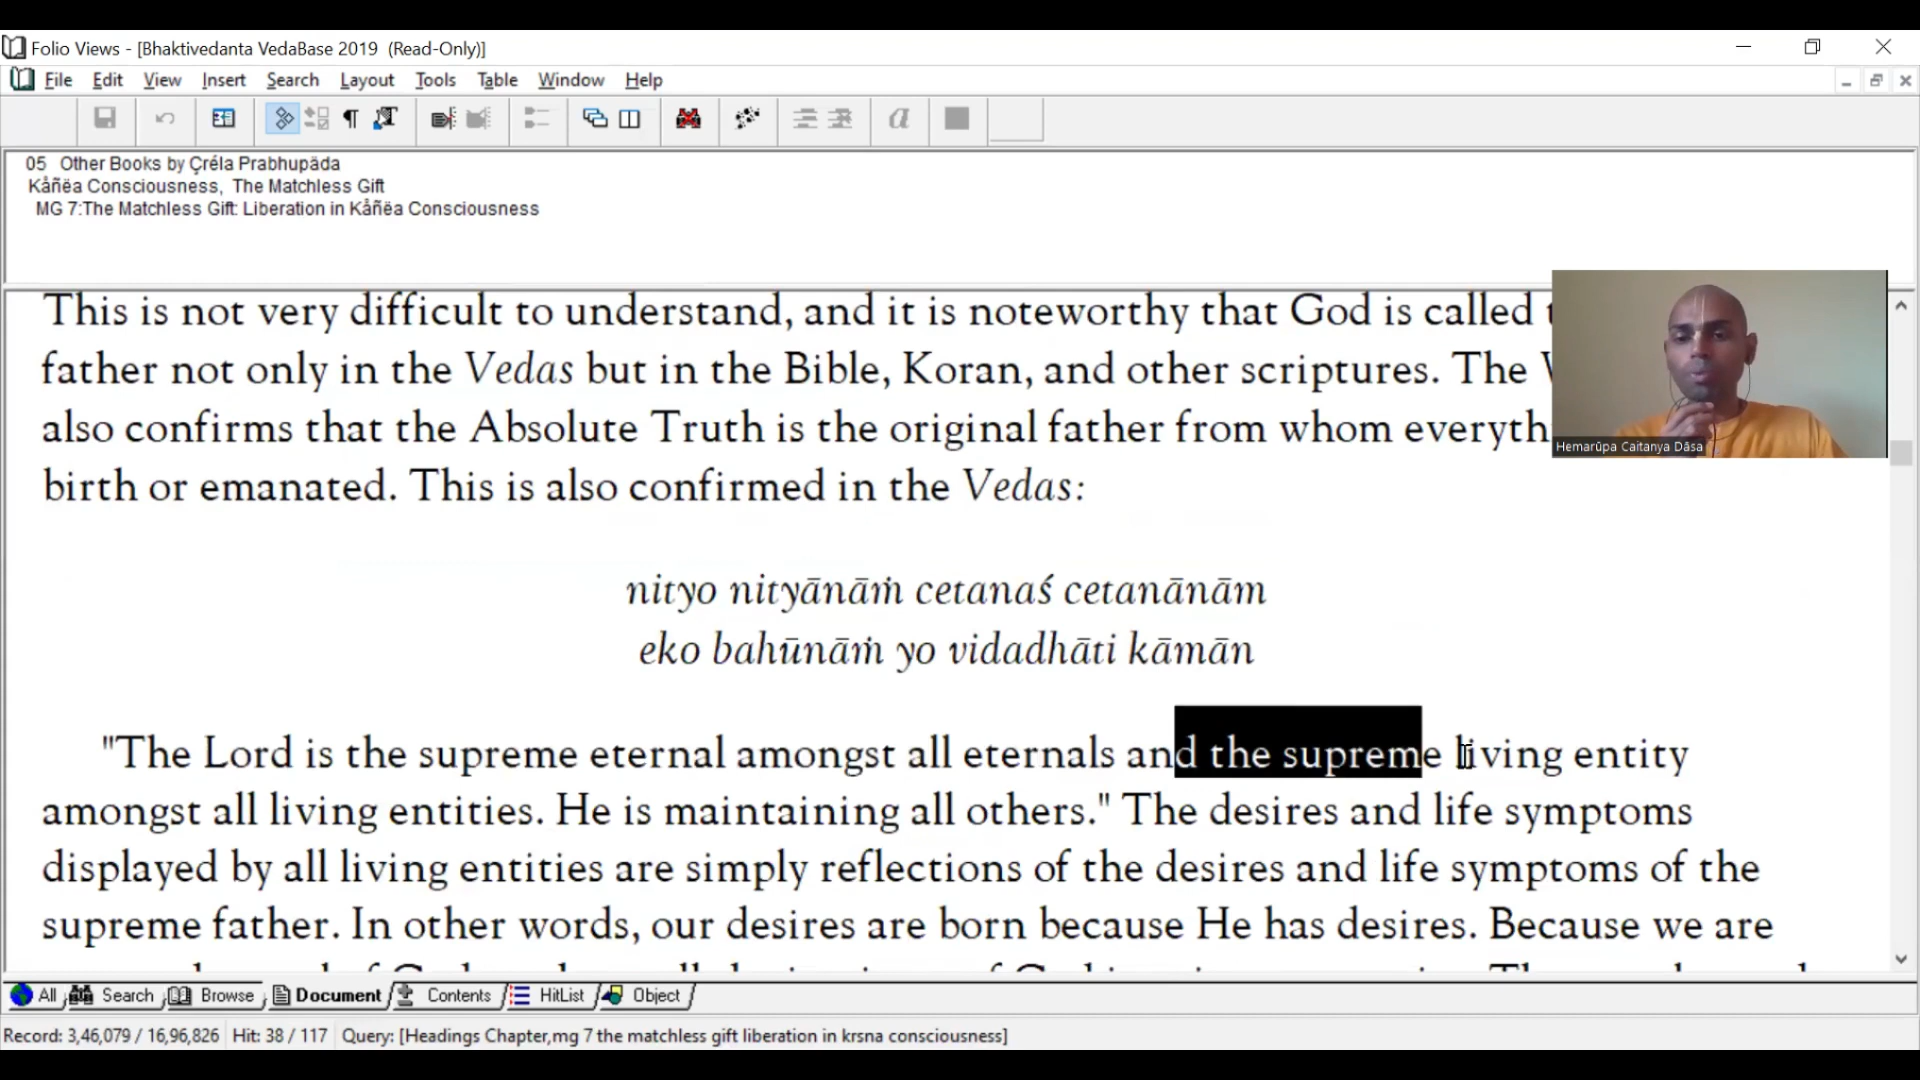 Folio Views - [Bhaktivedanta VedaBase 2019 (Read-Only)]
File Edit View Insert Search Layout Tools Table Window Help
05 Other Books by Çréla Prabhupäda
Kåñëa Consciousness, The Matchless Gift
MG 7:The Matchless Gift: Liberation in Kåñëa Consciousness
This is not very difficult to understand, and it is noteworthy that God is called
father not only in the Vedas but in the Bible, Koran, and other scriptures. The
also confirms that the Absolute Truth is the original father from whom everyth
birth or emanated. This is also confirmed in the Vedas:
Hemarūpa Caitanya Dāsa
nityo nityānāṁ cetanaś cetanānām
eko bahūnāṁ yo vidadhāti kāmān
"The Lord is the supreme eternal amongst all eternals and the supreme living entity
amongst all living entities. He is maintaining all others." The desires and life symptoms
displayed by all living entities are simply reflections of the desires and life symptoms of the
supreme father. In other words, our desires are born because He has desires. Because we are
All Search Browse Document Contents HitList Object
Record: 3,46,079 / 16,96,826 Hit: 38 / 117 Query: [Headings Chapter,mg 7 the matchless gift liberation in krsna consciousness]